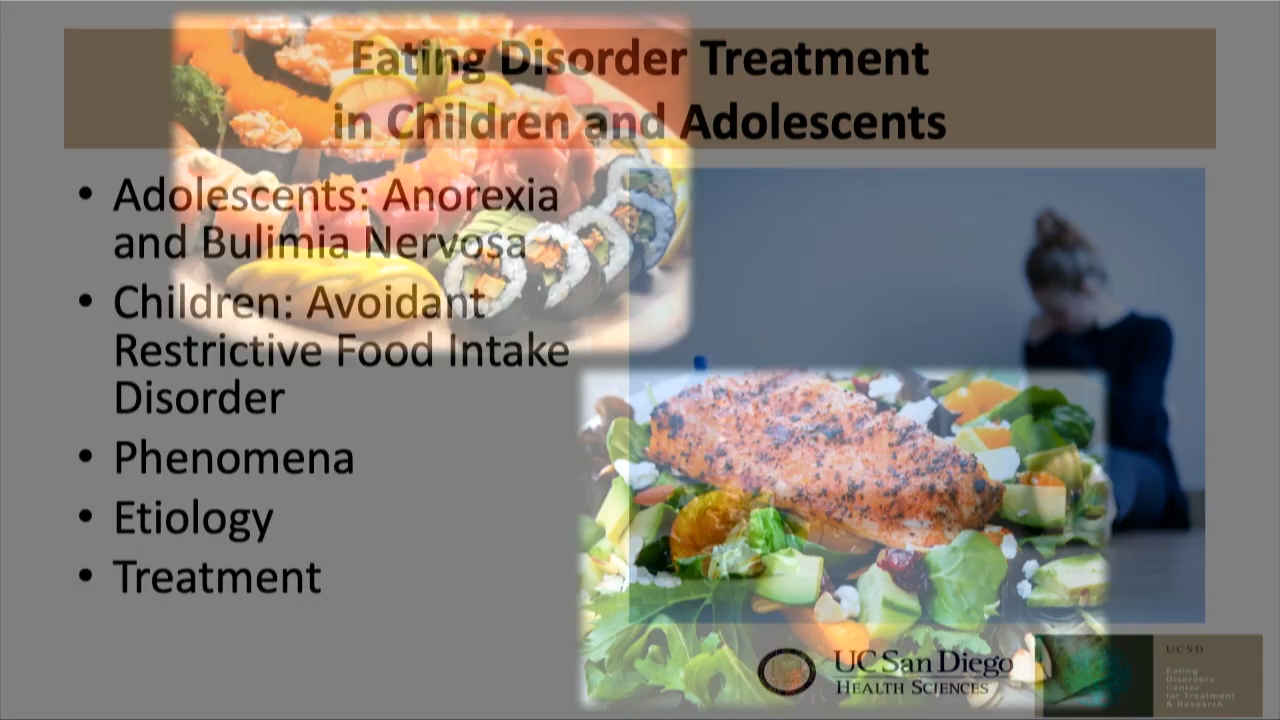 Eating Disorder Treatment
in Children and Adolescents
• Adolescents: Anorexia
and Bulimia Nervosa
• Children: Avoidant
Restrictive Food Intake
Disorder
• Phenomena
• Etiology
• Treatment
UC San Diego
HEALTH SCIENCES
UCSD
Eating
Disorders
Center
for Treatment
& Research